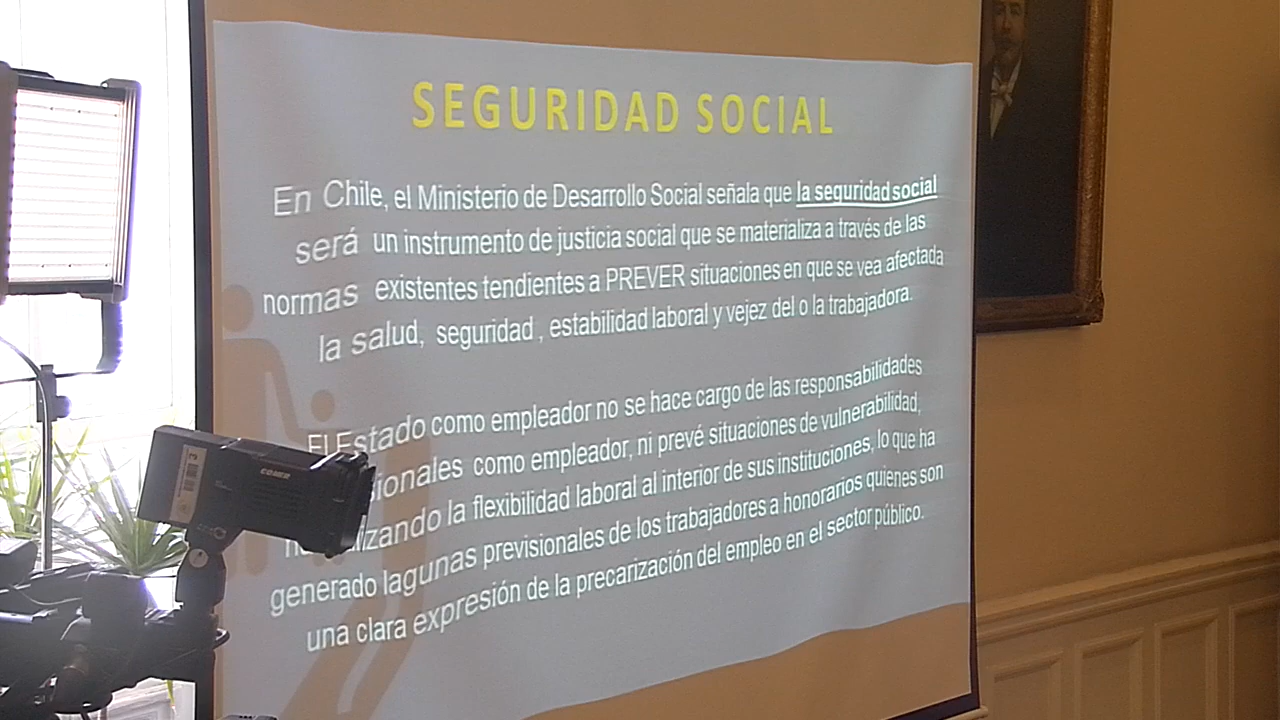 SEGURIDAD SOCIAL
En Chile, el Ministerio de Desarrollo Social señala que la seguridad social
será un instrumento de justicia social que se materializa a través de las
normas existentes tendientes a PREVER situaciones en que se vea afectada
la salud, seguridad , estabilidad laboral y vejez del o la trabajadora.
El Estado como empleador no se hace cargo de las responsabilidades
como empleador, ni prevé situaciones de vulnerabilidad,
la flexibilidad laboral al interior de sus instituciones, lo que ha
generado lagunas previsionales de los trabajadores a honorarios quienes son
una clara expresión de la precarización del empleo en el sector público.
COMER
3